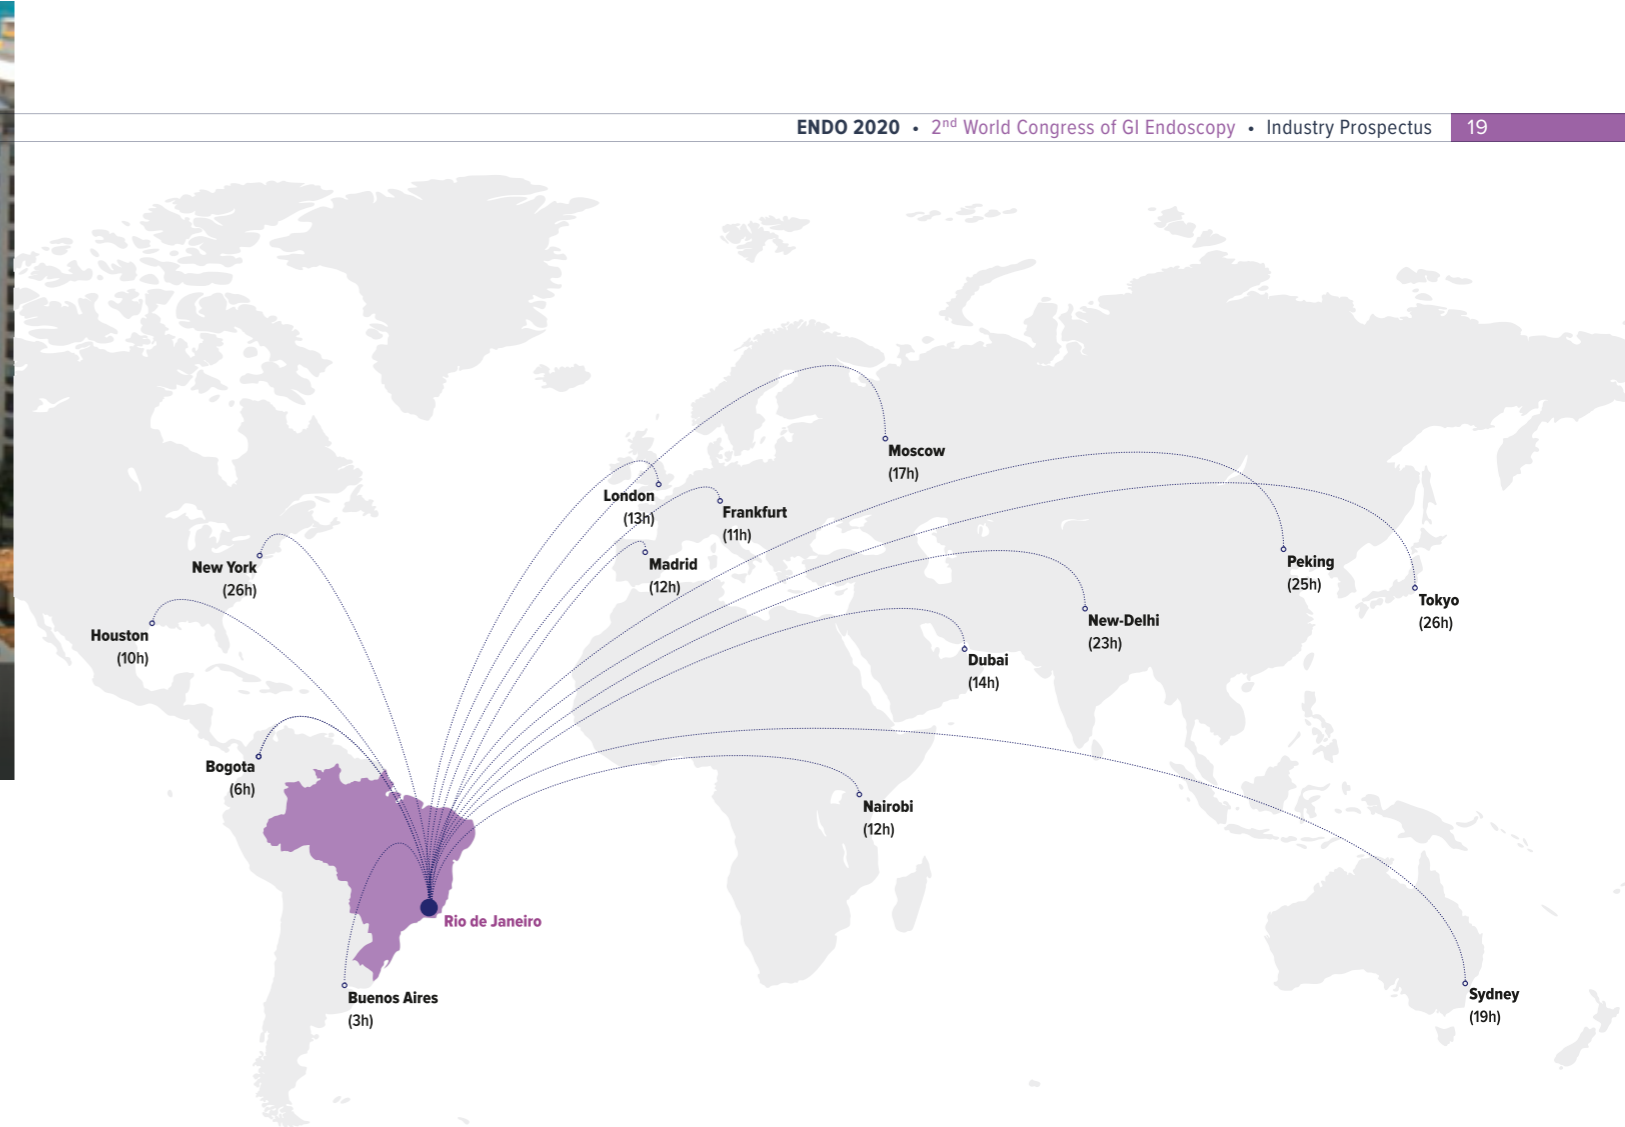 ENDO 2020 • 2nd World Congress of GI Endoscopy • Industry Prospectus 19
Moscow
(17h)
London
(13h)
Frankfurt
(11h)
New York
(26h)
Madrid
(12h)
Peking
(25h)
Tokyo
(26h)
Houston
(10h)
New-Delhi
(23h)
Dubai
(14h)
Bogota
(6h)
Nairobi
(12h)
Rio de Janeiro
Buenos Aires
(3h)
Sydney
(19h)